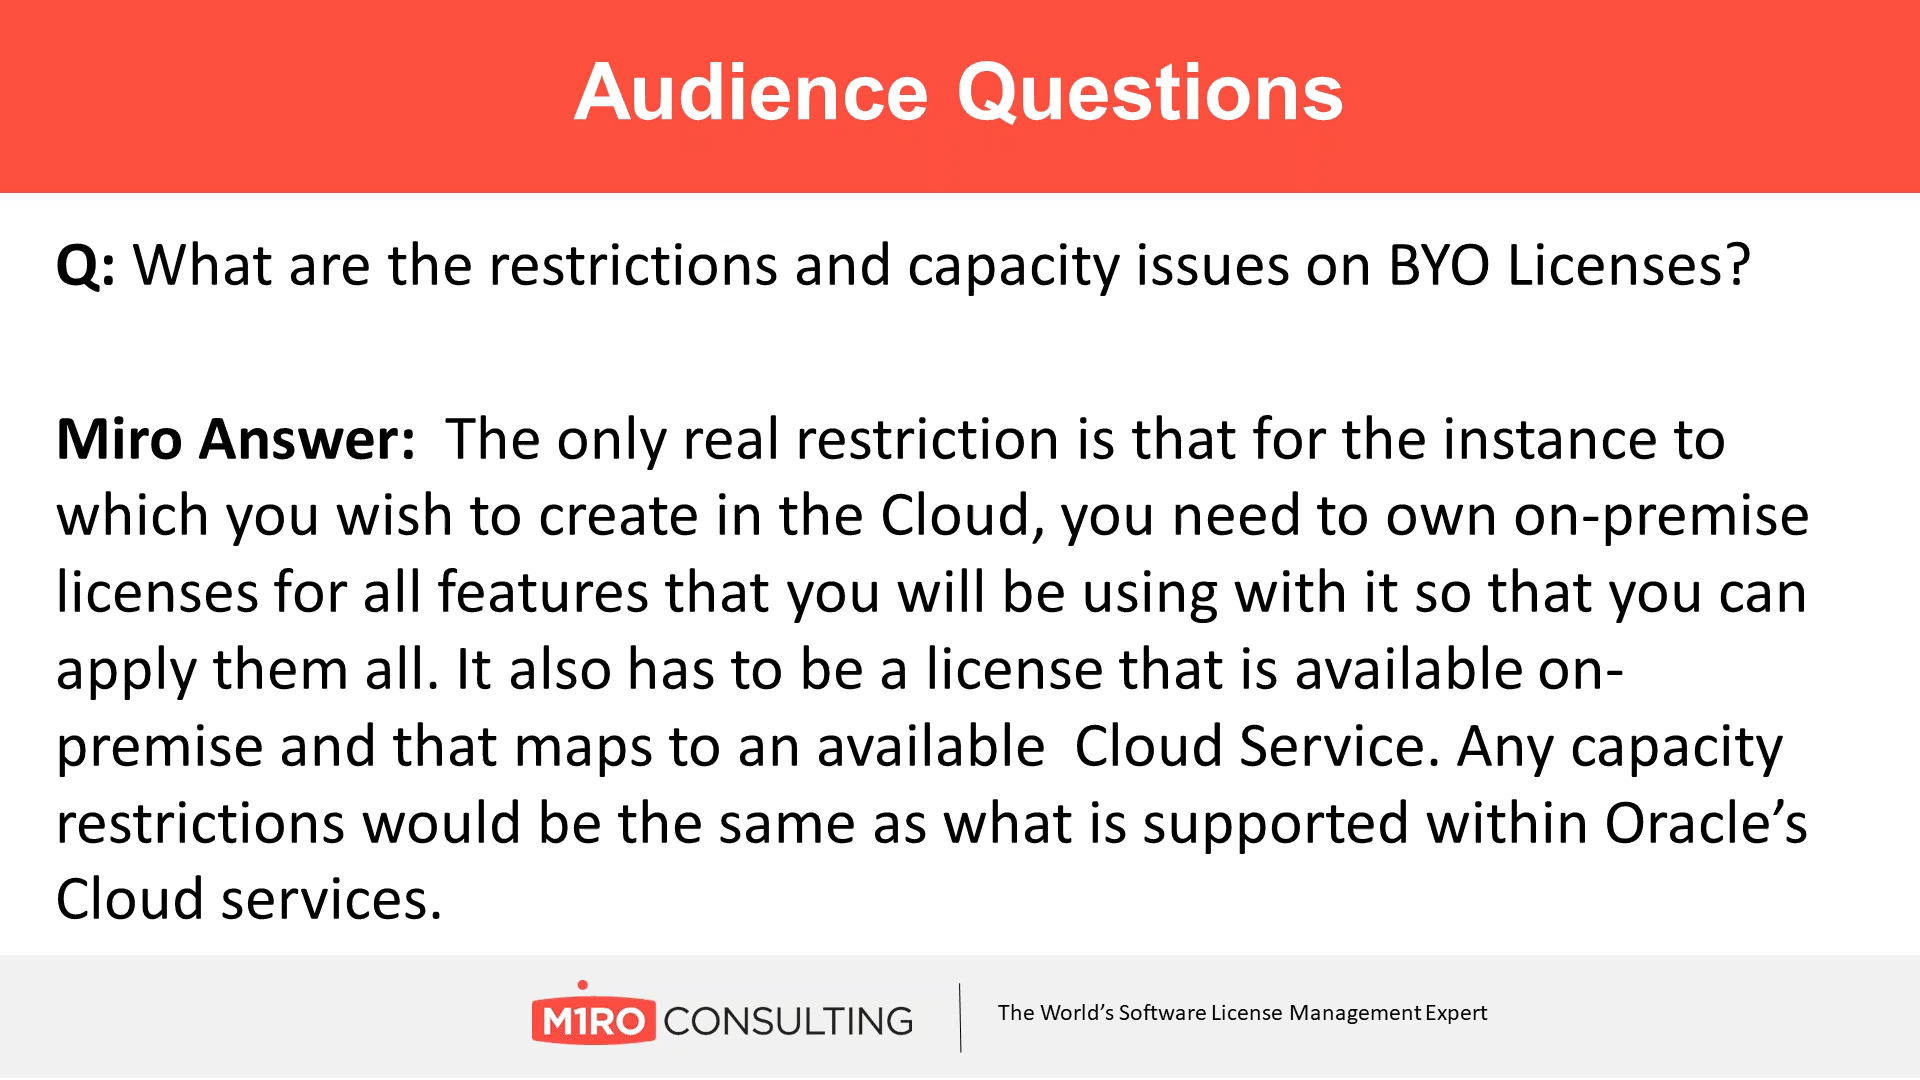 Audience Questions
Q: What are the restrictions and capacity issues on BYO Licenses?
Miro Answer:  The only real restriction is that for the instance to
which you wish to create in the Cloud, you need to own on-premise
licenses for all features that you will be using with it so that you can
apply them all. It also has to be a license that is available on-
premise and that maps to an available  Cloud Service. Any capacity
restrictions would be the same as what is supported within Oracle’s
Cloud services.
M1RO CONSULTING
The World’s Software License Management Expert